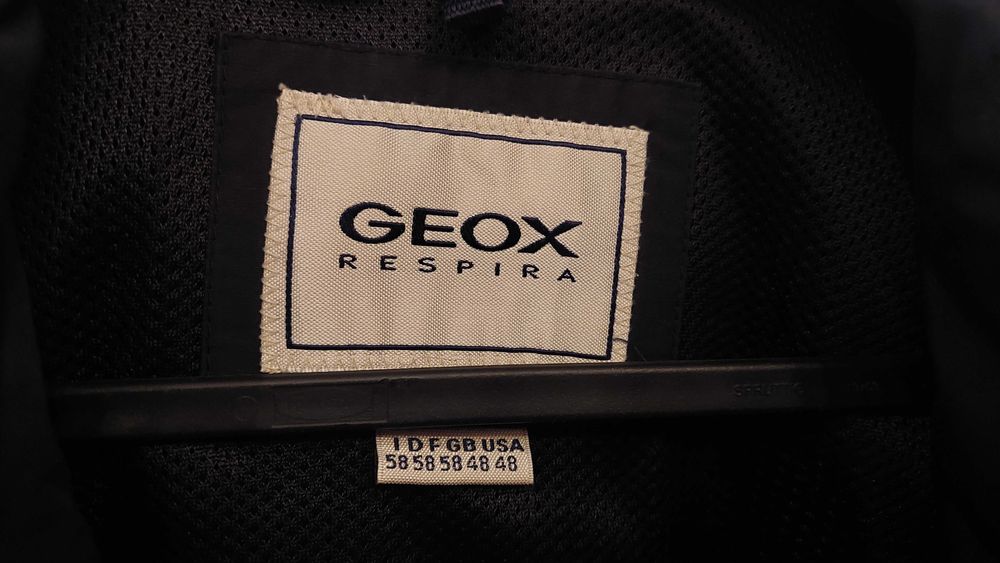 GEOX
RESPIRA
I D F GB USA
58 58 58 48 48